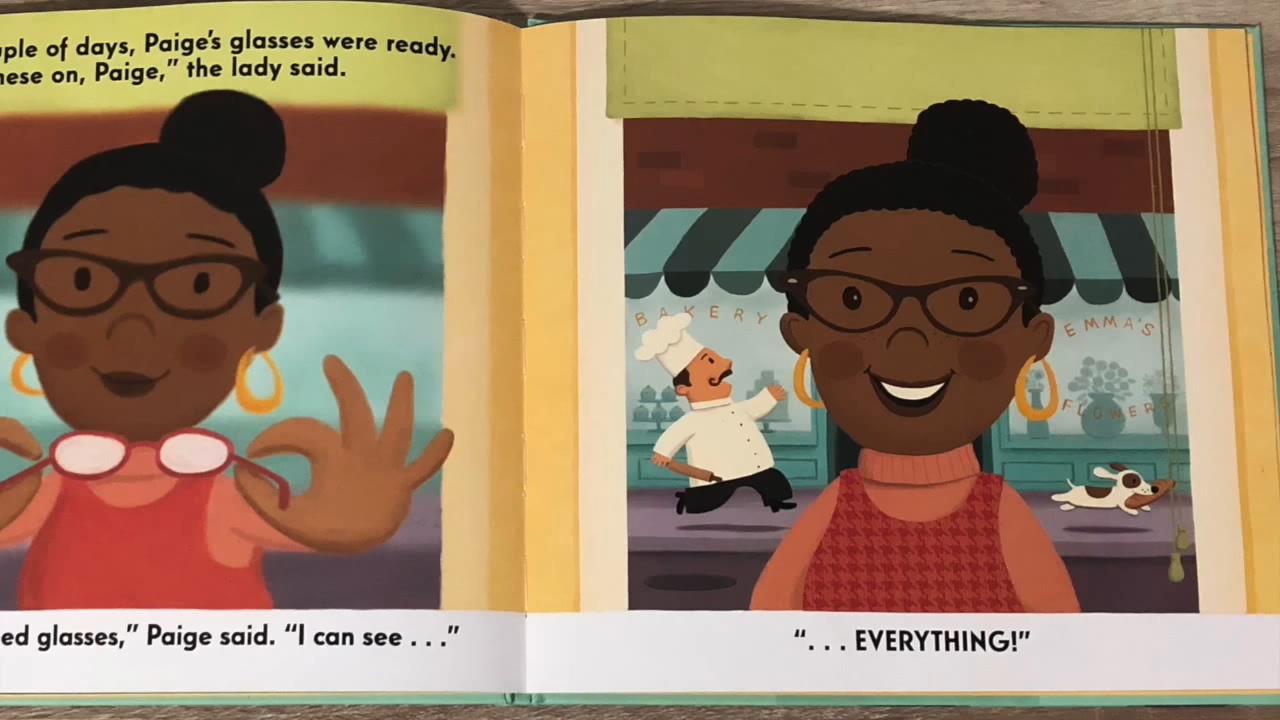 ple of days, Paige's glasses were ready.
ese on, Paige,” the lady said.
ed glasses,” Paige said. “I can see . . .”
BAKERY
EMMA'S
FLOWERS
“. . . EVERYTHING!”